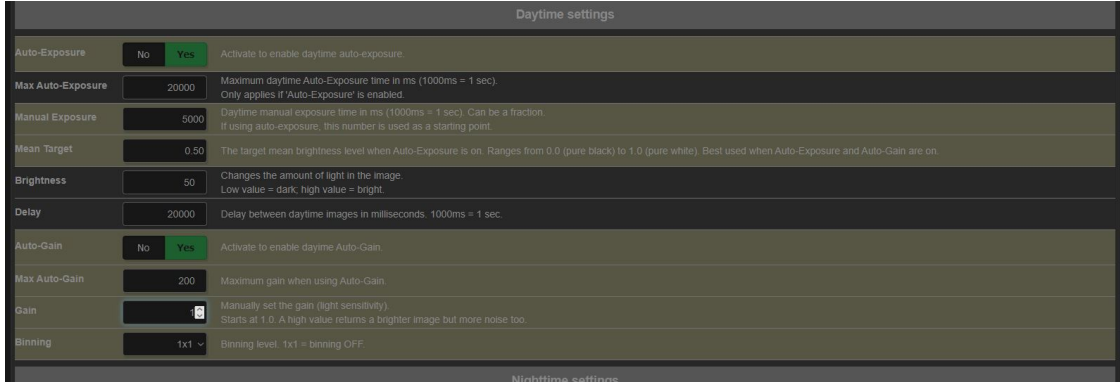 Daytime settings
Auto-Exposure No Yes Activate to enable daytime auto-exposure.
Max Auto-Exposure 20000 Maximum daytime Auto-Exposure time in ms (1000ms = 1 sec).
Only applies if 'Auto-Exposure' is enabled.
Manual Exposure 5000 Daytime manual exposure time in ms (1000ms = 1 sec). Can be a fraction.
If using auto-exposure, this number is used as a starting point.
Mean Target 0.50 The target mean brightness level when Auto-Exposure is on. Ranges from 0.0 (pure black) to 1.0 (pure white). Best used when Auto-Exposure and Auto-Gain are on.
Brightness 50 Changes the amount of light in the image.
Low value = dark; high value = bright.
Delay 20000 Delay between daytime images in milliseconds. 1000ms = 1 sec.
Auto-Gain No Yes Activate to enable dayime Auto-Gain.
Max Auto-Gain 200 Maximum gain when using Auto-Gain.
Gain 1 Manually set the gain (light sensitivity).
Starts at 1.0. A high value returns a brighter image but more noise too.
Binning 1x1 Binning level. 1x1 = binning OFF.
Nighttime settings